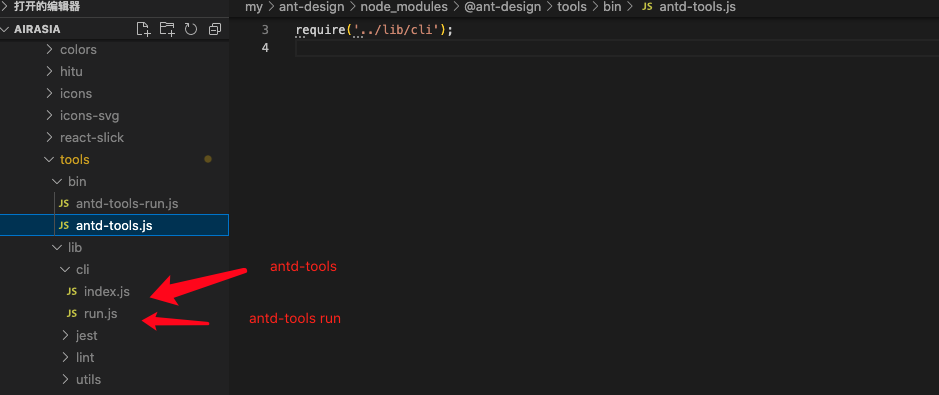 打开的编辑器
AIRASIA
colors
hitu
icons
icons-svg
react-slick
tools
bin
JS antd-tools-run.js
JS antd-tools.js
lib
cli
JS index.js
JS run.js
jest
lint
utils
my > ant-design > node_modules > @ant-design > tools > bin > JS antd-tools.js
3 require('../lib/cli');
4
antd-tools
antd-tools run